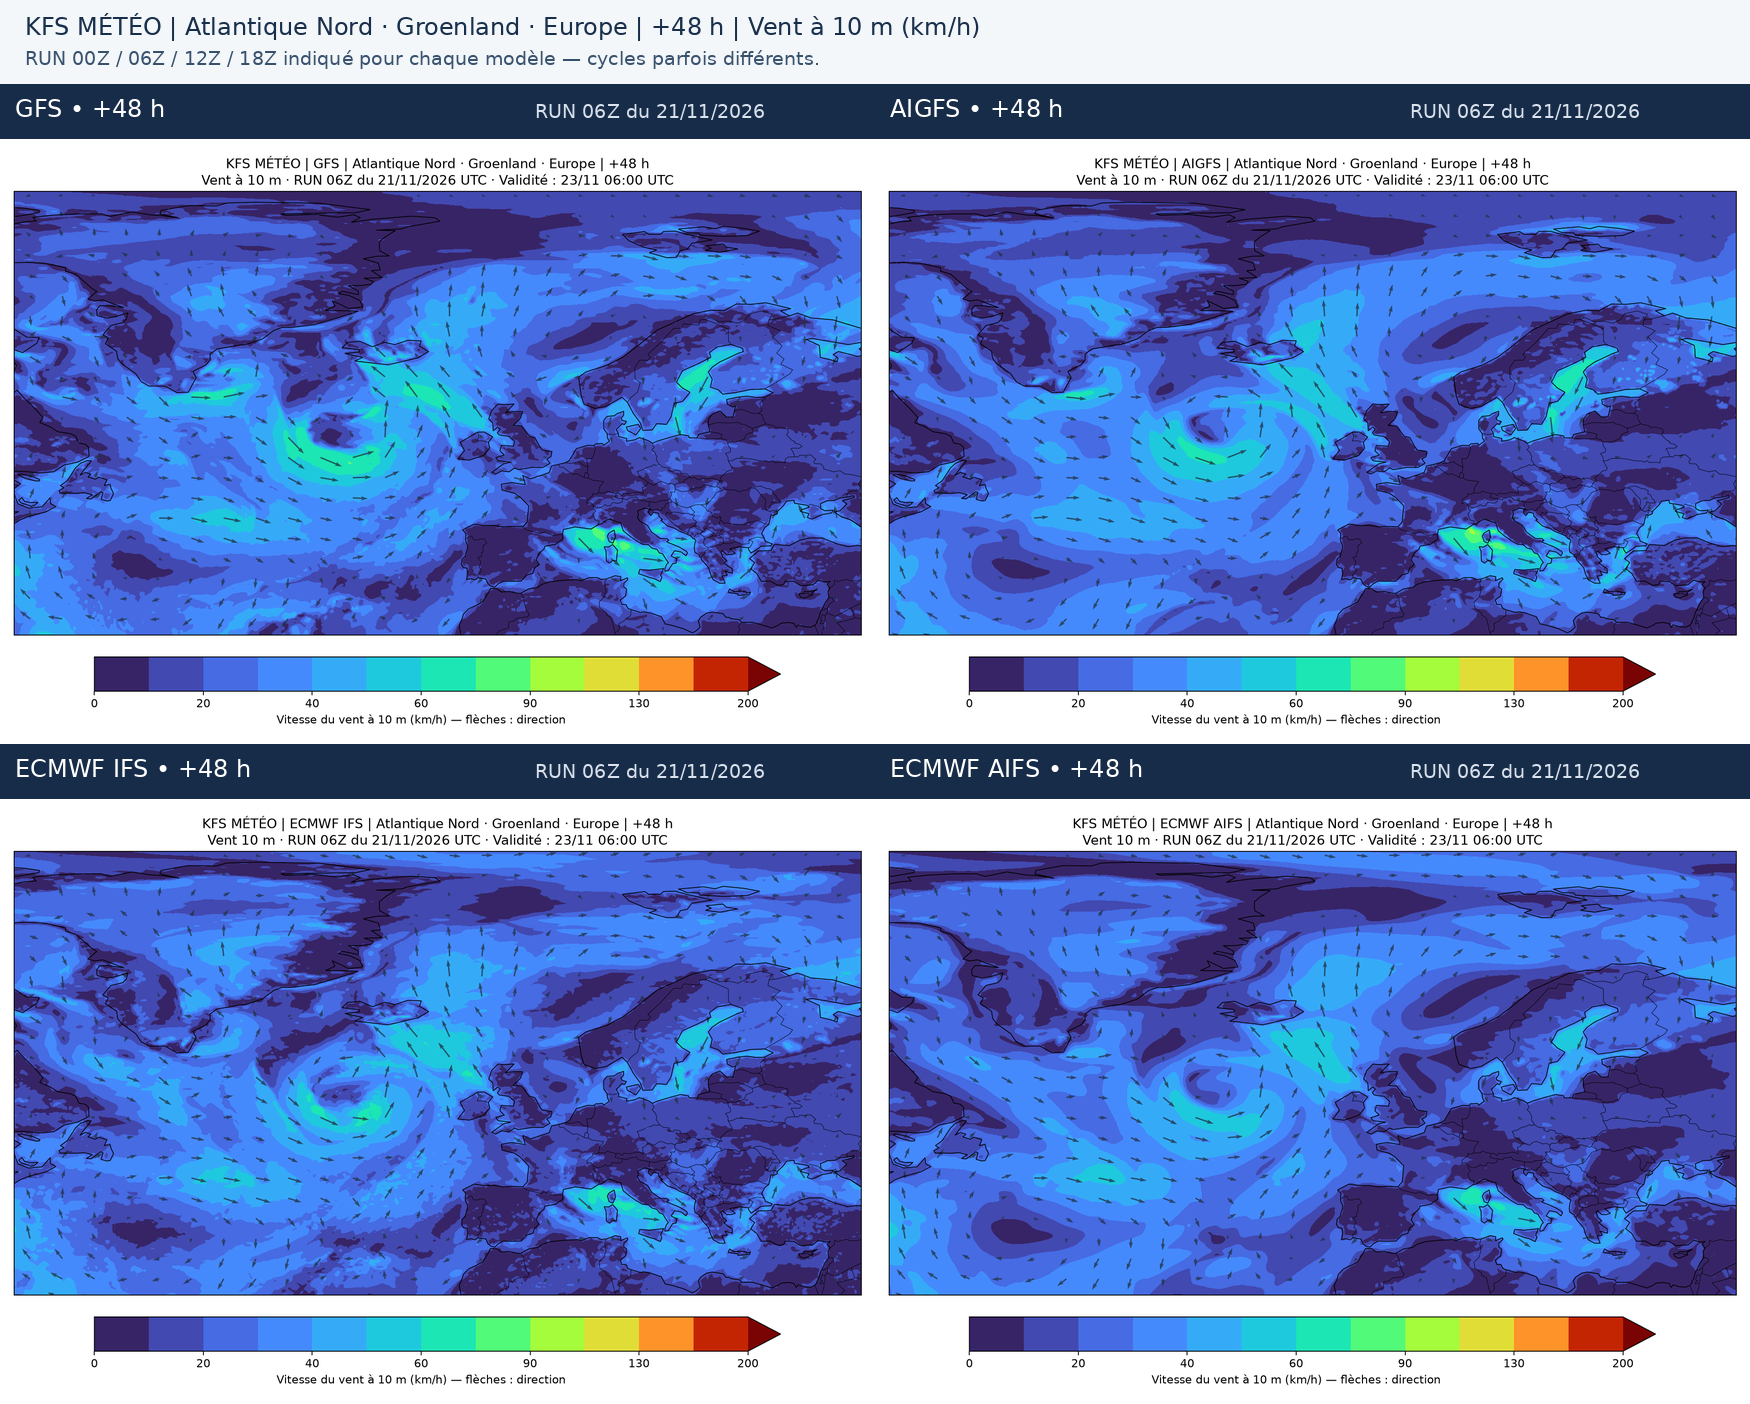 KFS MÉTÉO | Atlantique Nord · Groenland · Europe | +48 h | Vent à 10 m (km/h)
RUN 00Z / 06Z / 12Z / 18Z indiqué pour chaque modèle — cycles parfois différents.
GFS • +48 h
RUN 06Z du 21/11/2026
KFS MÉTÉO | GFS | Atlantique Nord · Groenland · Europe | +48 h
Vent à 10 m · RUN 06Z du 21/11/2026 UTC · Validité : 23/11 06:00 UTC
0 20 40 60 90 130 200
Vitesse du vent à 10 m (km/h) — flèches : direction
AIGFS • +48 h
RUN 06Z du 21/11/2026
KFS MÉTÉO | AIGFS | Atlantique Nord · Groenland · Europe | +48 h
Vent à 10 m · RUN 06Z du 21/11/2026 UTC · Validité : 23/11 06:00 UTC
0 20 40 60 90 130 200
Vitesse du vent à 10 m (km/h) — flèches : direction
ECMWF IFS • +48 h
RUN 06Z du 21/11/2026
KFS MÉTÉO | ECMWF IFS | Atlantique Nord · Groenland · Europe | +48 h
Vent 10 m · RUN 06Z du 21/11/2026 UTC · Validité : 23/11 06:00 UTC
0 20 40 60 90 130 200
Vitesse du vent à 10 m (km/h) — flèches : direction
ECMWF AIFS • +48 h
RUN 06Z du 21/11/2026
KFS MÉTÉO | ECMWF AIFS | Atlantique Nord · Groenland · Europe | +48 h
Vent 10 m · RUN 06Z du 21/11/2026 UTC · Validité : 23/11 06:00 UTC
0 20 40 60 90 130 200
Vitesse du vent à 10 m (km/h) — flèches : direction